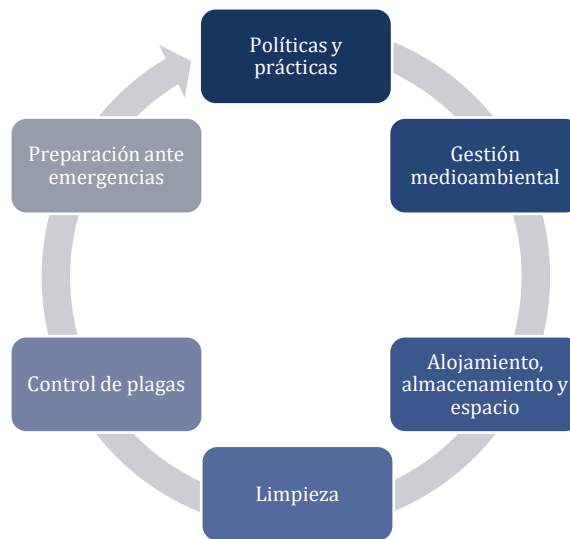 Políticas y
prácticas
Gestión
medioambiental
Alojamiento,
almacenamiento y
espacio
Limpieza
Control de plagas
Preparación ante
emergencias